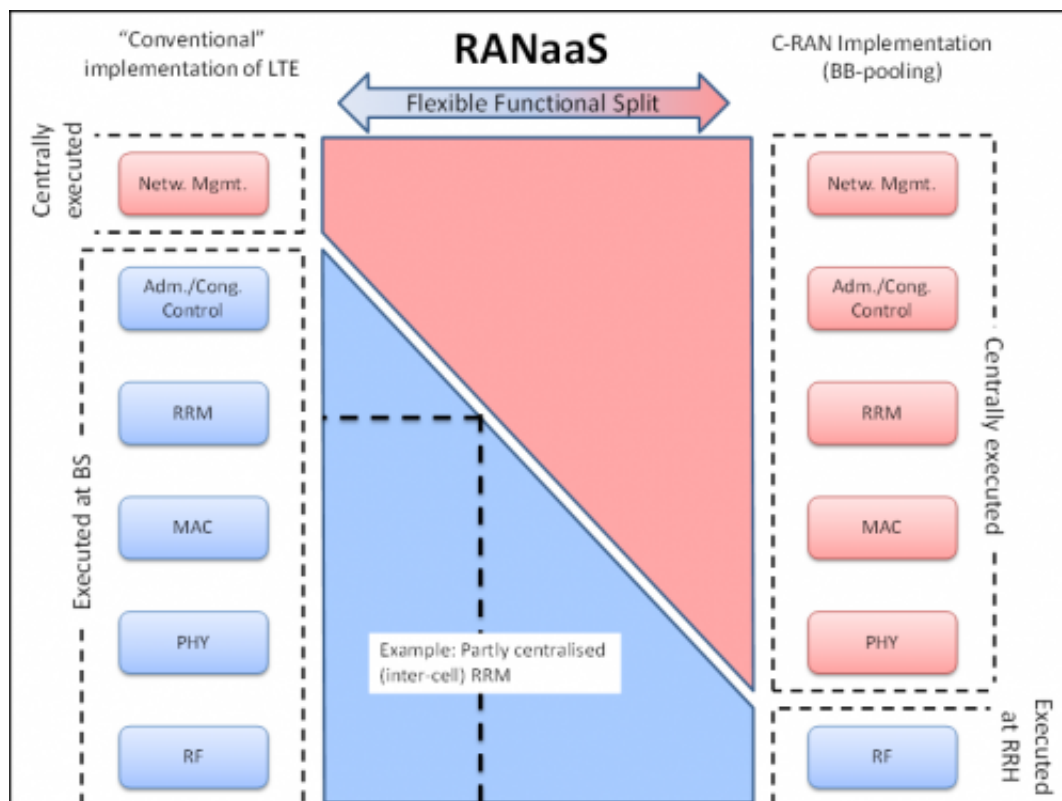 “Conventional”
implementation of LTE
RANaaS
Flexible Functional Split
C-RAN Implementation
(BB-pooling)
Centrally
executed
Netw. Mgmt.
Executed at BS
Adm./Cong.
Control
RRM
MAC
PHY
RF
Example: Partly centralised
(inter-cell) RRM
Netw. Mgmt.
Adm./Cong.
Control
RRM
MAC
PHY
Centrally executed
RF
Executed
at RRH